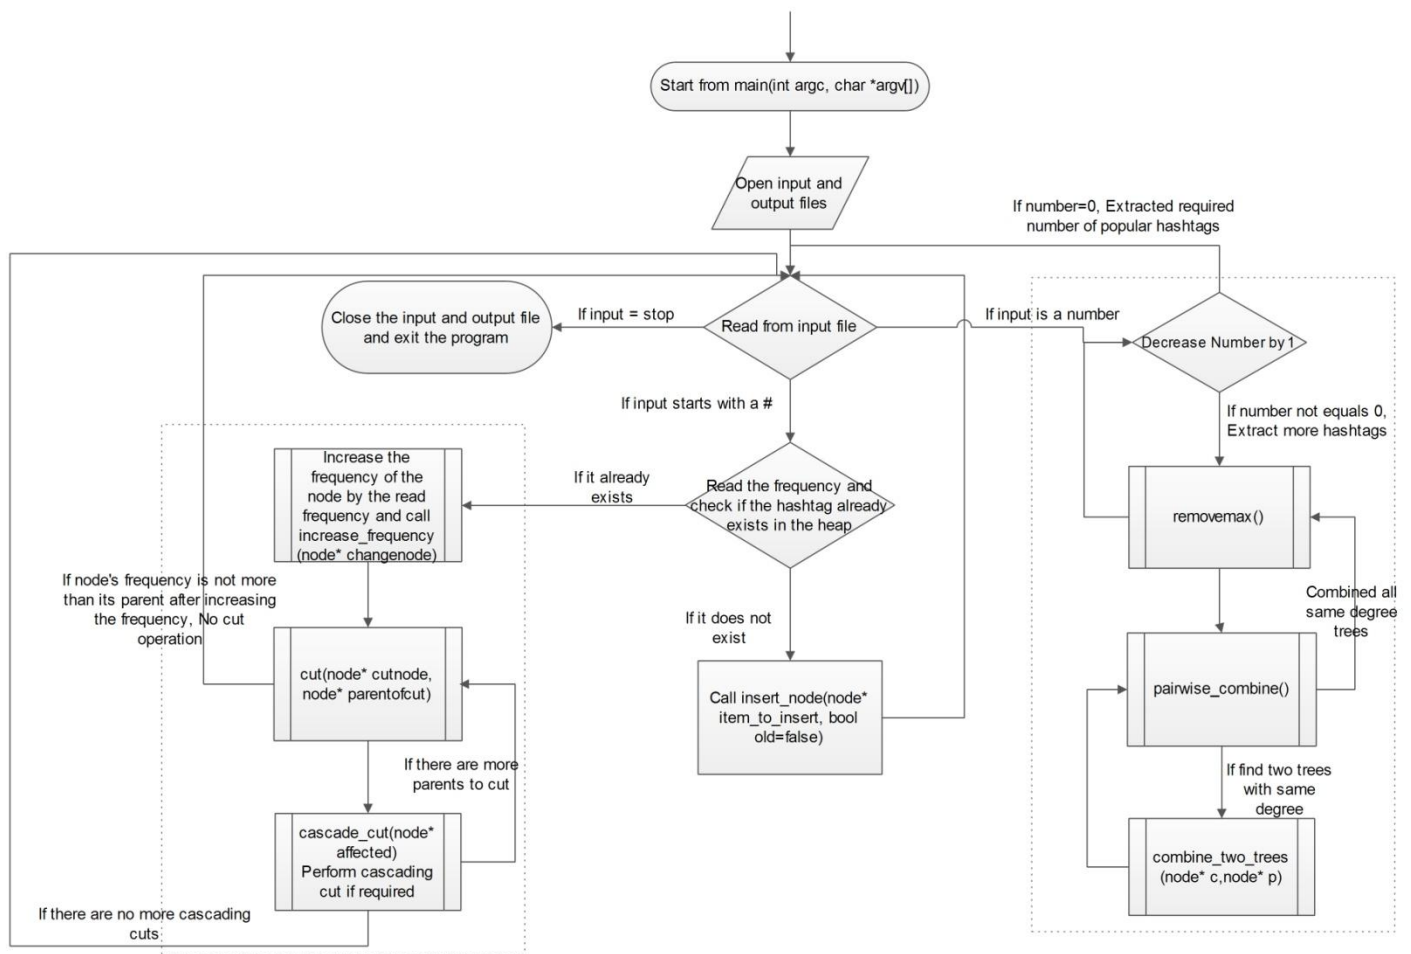 Start from main(int argc, char *argv[])
Open input and
output files
If number=0, Extracted required
number of popular hashtags
Close the input and output file
and exit the program
If input = stop
Read from input file
If input is a number
Decrease Number by 1
If input starts with a #
If number not equals 0,
Extract more hashtags
Increase the
frequency of the
node by the read
frequency and call
increase_frequency
(node* changenode)
If it already
exists
Read the frequency and
check if the hashtag already
exists in the heap
removemax()
If node's frequency is not more
than its parent after increasing
the frequency, No cut
operation
If it does not
exist
Combined all
same degree
trees
cut(node* cutnode,
node* parentofcut)
Call insert_node(node*
item_to_insert, bool
old=false)
pairwise_combine()
If there are more
parents to cut
If find two trees
with same
degree
cascade_cut(node*
affected)
Perform cascading
cut if required
combine_two_trees
(node* c,node* p)
If there are no more cascading
cuts